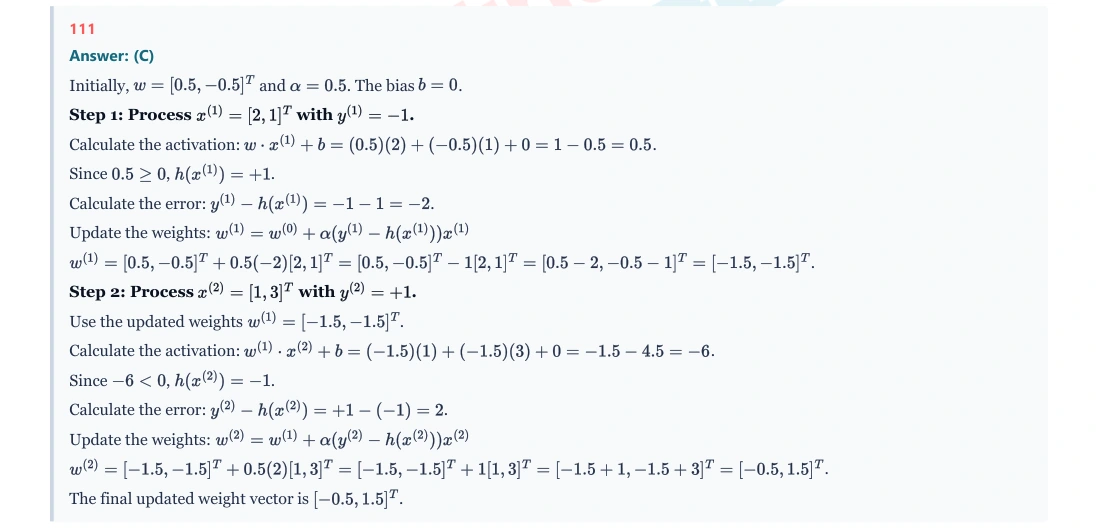 111
Answer: (C)
Initially, w = [0.5, −0.5]^T and α = 0.5. The bias b = 0.
Step 1: Process x^(1) = [2, 1]^T with y^(1) = −1.
Calculate the activation: w · x^(1) + b = (0.5)(2) + (−0.5)(1) + 0 = 1 − 0.5 = 0.5.
Since 0.5 ≥ 0, h(x^(1)) = +1.
Calculate the error: y^(1) − h(x^(1)) = −1 − 1 = −2.
Update the weights: w^(1) = w^(0) + α(y^(1) − h(x^(1)))x^(1)
w^(1) = [0.5, −0.5]^T + 0.5(−2)[2, 1]^T = [0.5, −0.5]^T − 1[2, 1]^T = [0.5 − 2, −0.5 − 1]^T = [−1.5, −1.5]^T.
Step 2: Process x^(2) = [1, 3]^T with y^(2) = +1.
Use the updated weights w^(1) = [−1.5, −1.5]^T.
Calculate the activation: w^(1) · x^(2) + b = (−1.5)(1) + (−1.5)(3) + 0 = −1.5 − 4.5 = −6.
Since −6 < 0, h(x^(2)) = −1.
Calculate the error: y^(2) − h(x^(2)) = +1 − (−1) = 2.
Update the weights: w^(2) = w^(1) + α(y^(2) − h(x^(2)))x^(2)
w^(2) = [−1.5, −1.5]^T + 0.5(2)[1, 3]^T = [−1.5, −1.5]^T + 1[1, 3]^T = [−1.5 + 1, −1.5 + 3]^T = [−0.5, 1.5]^T.
The final updated weight vector is [−0.5, 1.5]^T.